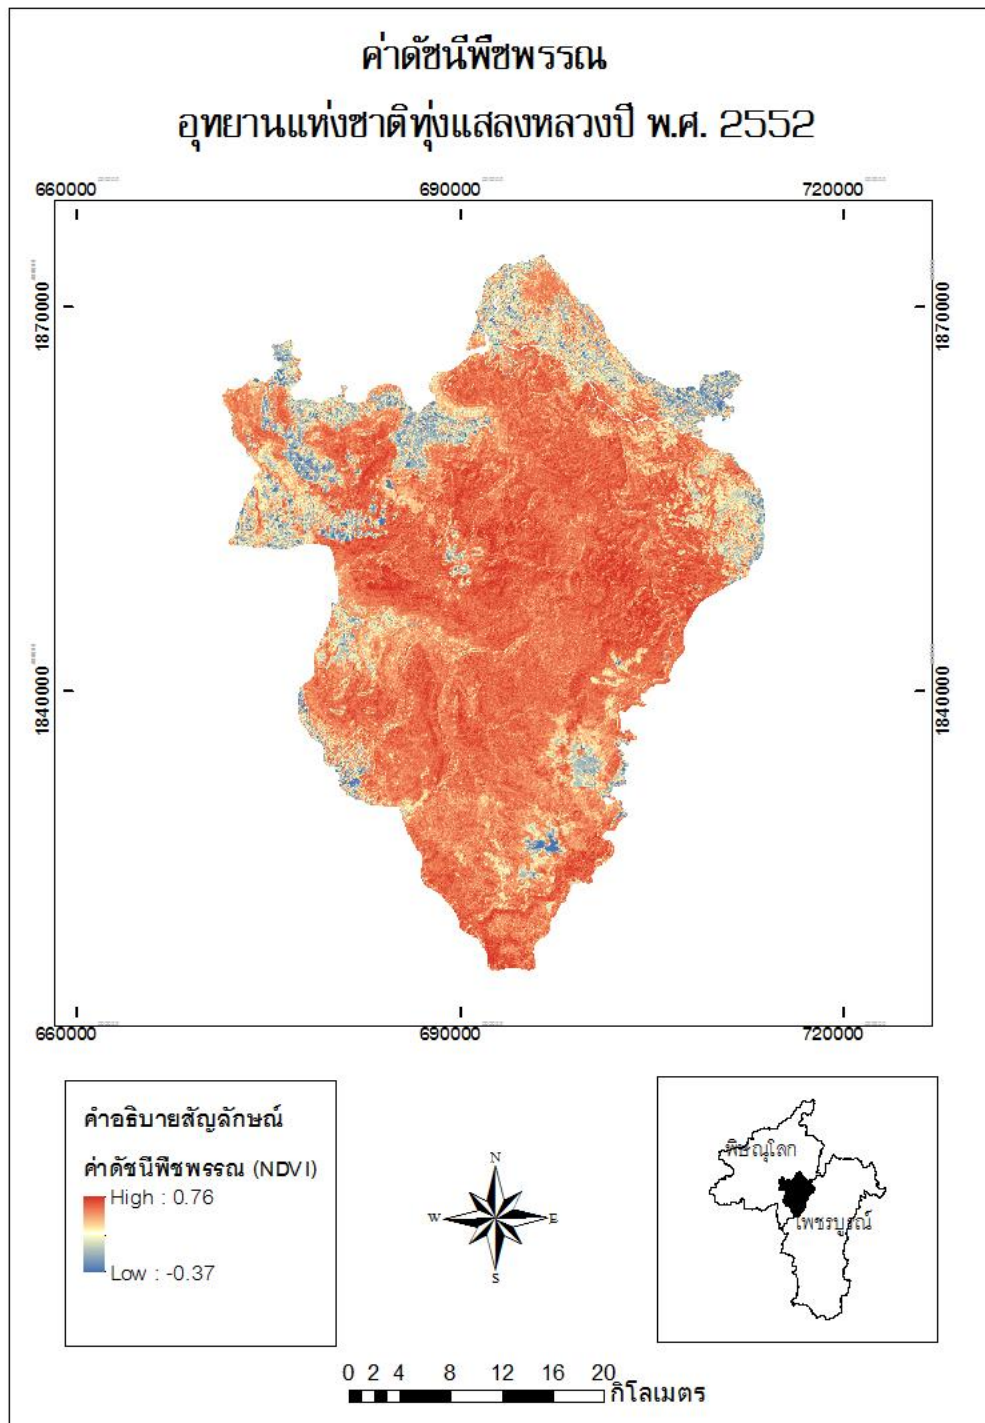 ค่าดัชนีพืชพรรณ
อุทยานแห่งชาติทุ่งแสลงหลวงปี พ.ศ. 2552
660000 690000 720000
1870000 1870000
1840000 1840000
660000 690000 720000
คำอธิบายสัญลักษณ์
ค่าดัชนีพืชพรรณ (NDVI)
High : 0.76
Low : -0.37
N
W E
S
พิษณุโลก
เพชรบูรณ์
0 2 4 8 12 16 20
กิโลเมตร